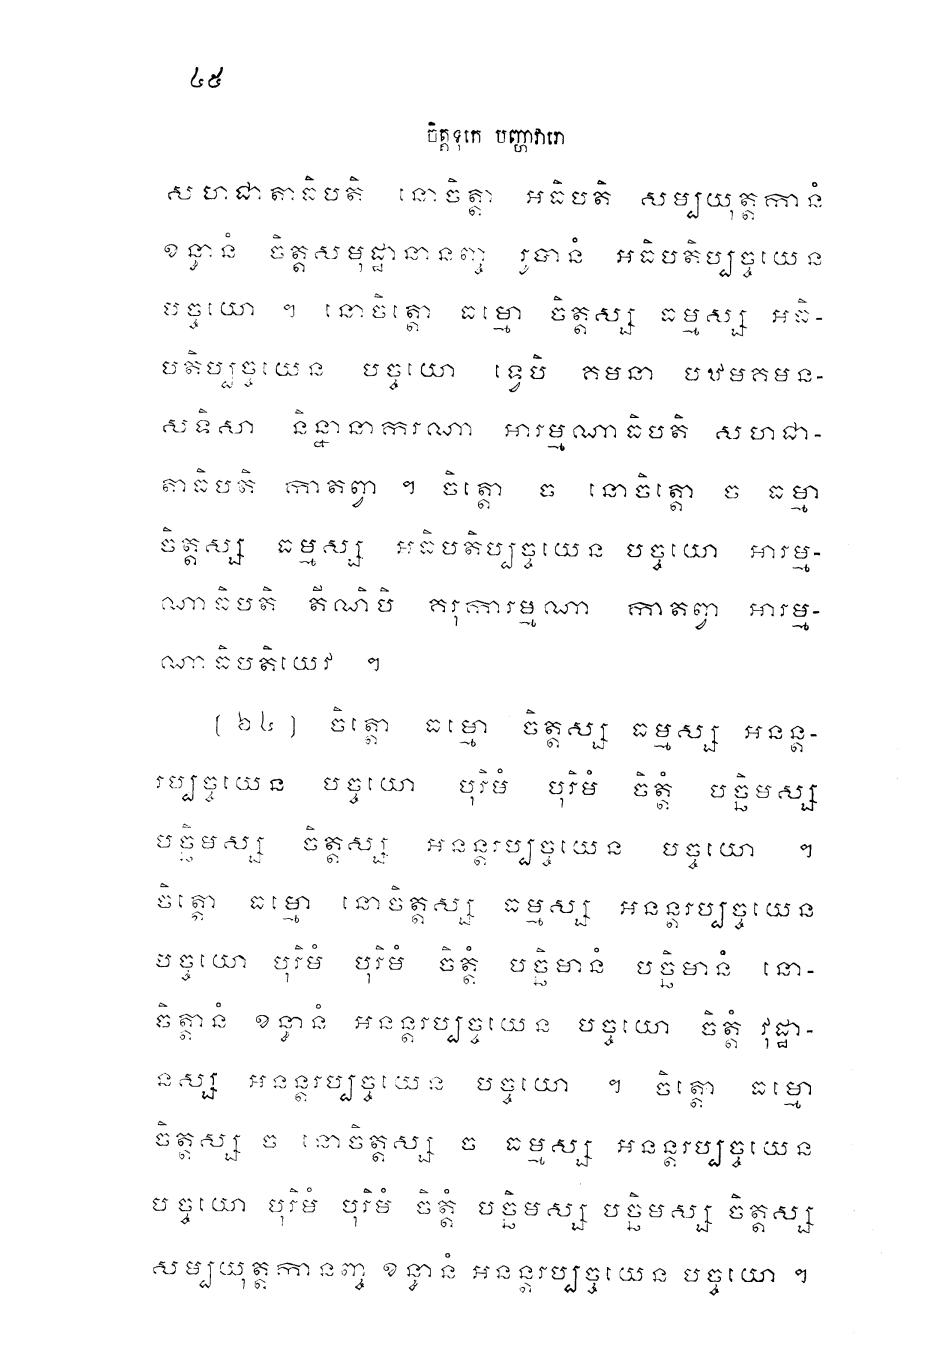 ៤៥
ចិត្តទុកេ បញ្ហាវារោ
សហជាតាធិបតិ នោចិត្តា អធិបតិ សម្បយុត្តកានំ
ខន្ធានំ ចិត្តសមុដ្ឋានានញ្ច រូបានំ អធិបតិប្បច្ចយេន
បច្ចយោ ។ នោចិត្តោ ធម្មោ ចិត្តស្ស ធម្មស្ស អធិ-
បតិប្បច្ចយេន បច្ចយោ ទ្វេបិ គមនា បឋមគមន-
សទិសា និន្នានាករណា អារម្មណាធិបតិ សហជា-
តាធិបតិ កាតព្វា ។ ចិត្តោ ច នោចិត្តោ ច ធម្មា
ចិត្តស្ស ធម្មស្ស អធិបតិប្បច្ចយេន បច្ចយោ អារម្ម-
ណាធិបតិ តីណិបិ គរុការម្មណា កាតព្វា អារម្ម-
ណាធិបតិយេវ ។
(៦៤) ចិត្តោ ធម្មោ ចិត្តស្ស ធម្មស្ស អនន្ត-
រប្បច្ចយេន បច្ចយោ បុរិមំ បុរិមំ ចិត្តំ បច្ឆិមស្ស
បច្ឆិមស្ស ចិត្តស្ស អនន្តរប្បច្ចយេន បច្ចយោ ។
ចិត្តោ ធម្មោ នោចិត្តស្ស ធម្មស្ស អនន្តរប្បច្ចយេន
បច្ចយោ បុរិមំ បុរិមំ ចិត្តំ បច្ឆិមានំ បច្ឆិមានំ នោ-
ចិត្តានំ ខន្ធានំ អនន្តរប្បច្ចយេន បច្ចយោ ចិត្តំ វុដ្ឋា-
នស្ស អនន្តរប្បច្ចយេន បច្ចយោ ។ ចិត្តោ ធម្មោ
ចិត្តស្ស ច នោចិត្តស្ស ច ធម្មស្ស អនន្តរប្បច្ចយេន
បច្ចយោ បុរិមំ បុរិមំ ចិត្តំ បច្ឆិមស្ស បច្ឆិមស្ស ចិត្តស្ស
សម្បយុត្តកានញ្ច ខន្ធានំ អនន្តរប្បច្ចយេន បច្ចយោ ។